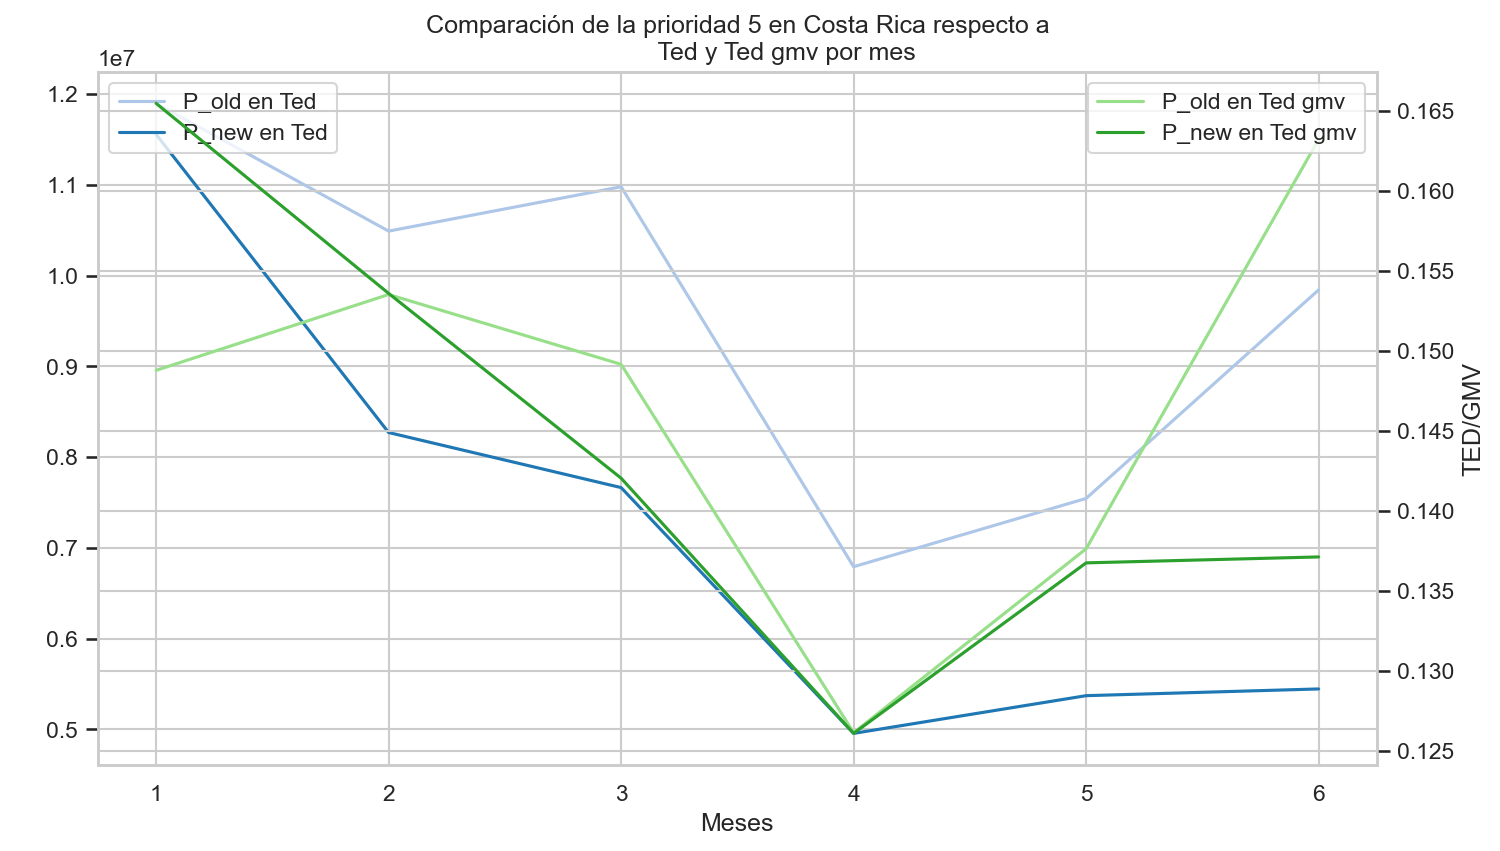 Comparación de la prioridad 5 en Costa Rica respecto a
Ted y Ted gmv por mes
1e7
P_old en Ted
P_new en Ted
P_old en Ted gmv
P_new en Ted gmv
1.2
1.1
1.0
0.9
0.8
0.7
0.6
0.5
0.165
0.160
0.155
0.150
0.145
0.140
0.135
0.130
0.125
TED/GMV
1
2
3
4
5
6
Meses